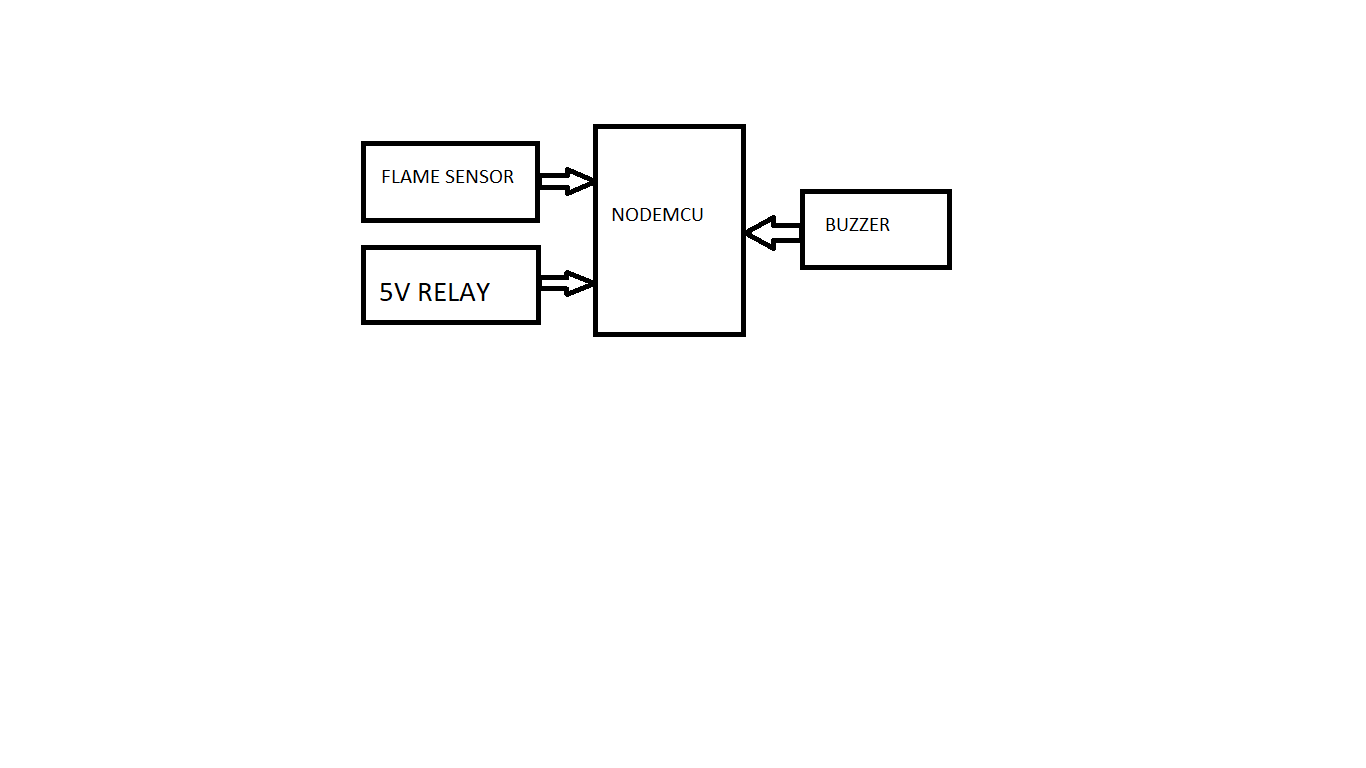 FLAME SENSOR
5V RELAY
NODEMCU
BUZZER